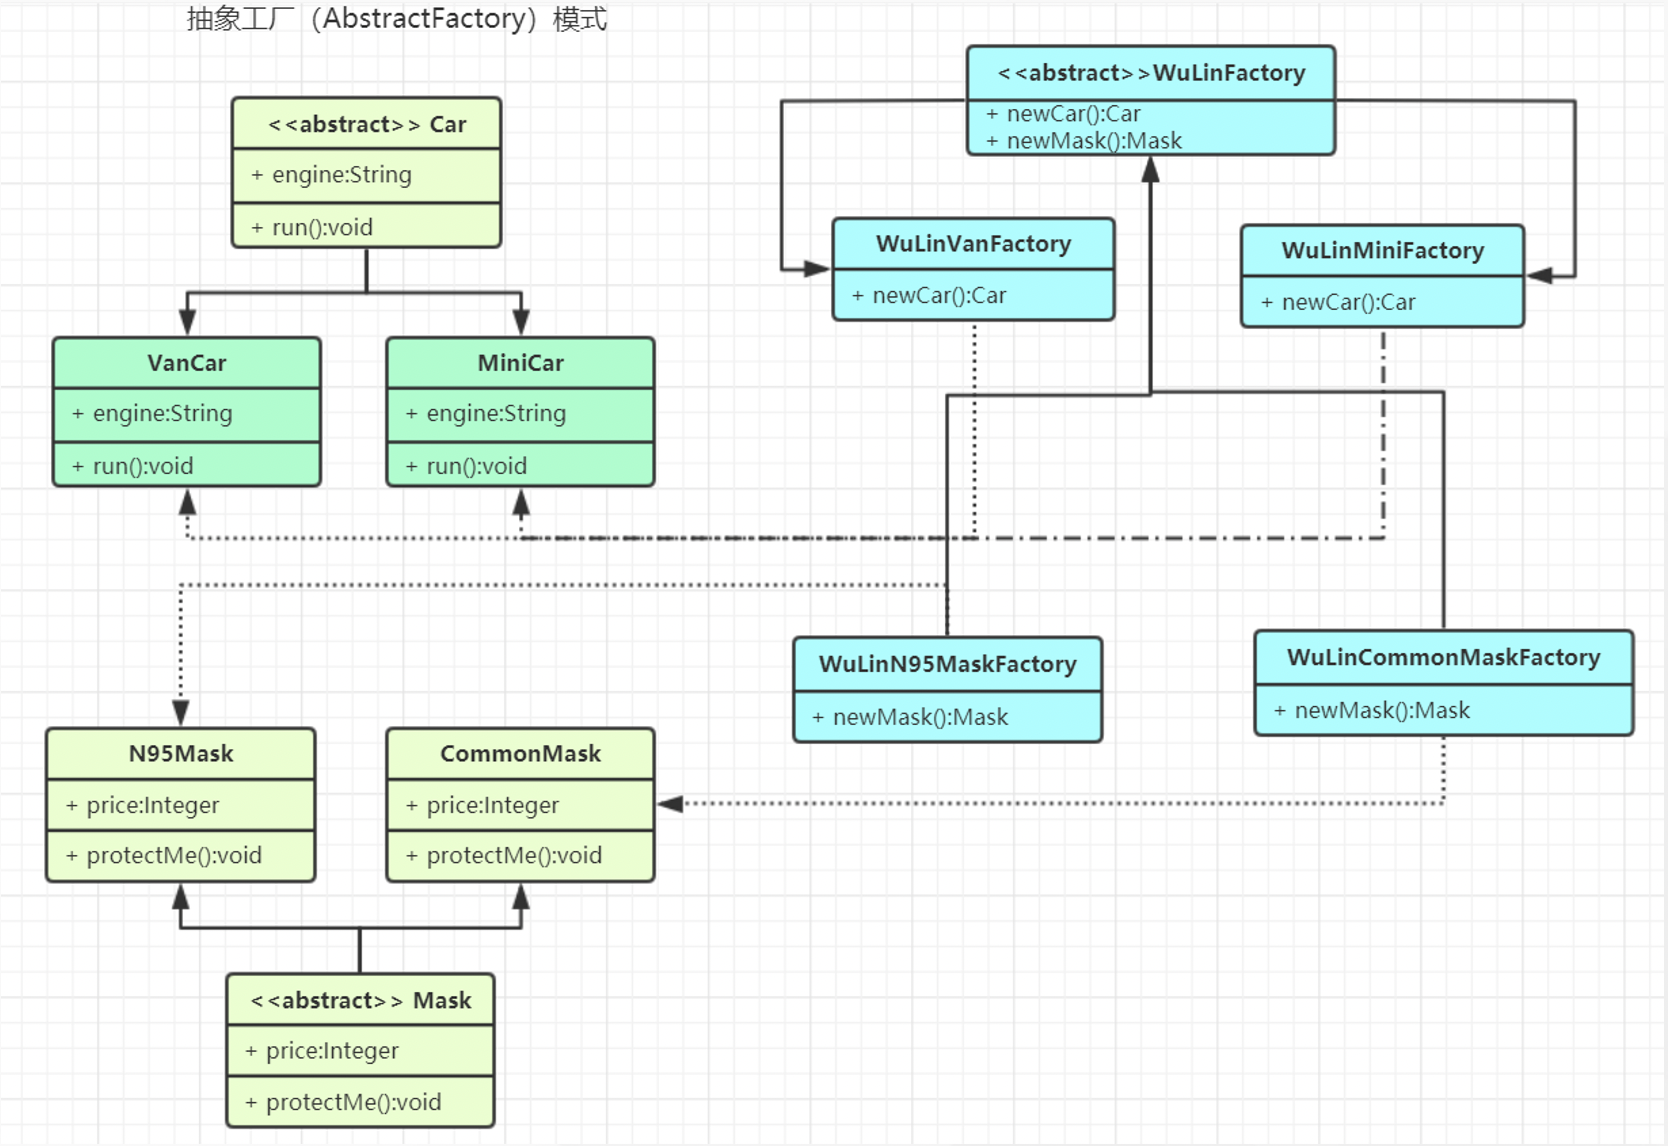 抽象工厂（AbstractFactory）模式
<<abstract>> Car
+ engine:String
+ run():void
VanCar
+ engine:String
+ run():void
MiniCar
+ engine:String
+ run():void
<<abstract>>WuLinFactory
+ newCar():Car
+ newMask():Mask
WuLinVanFactory
+ newCar():Car
WuLinMiniFactory
+ newCar():Car
WuLinN95MaskFactory
+ newMask():Mask
WuLinCommonMaskFactory
+ newMask():Mask
N95Mask
+ price:Integer
+ protectMe():void
CommonMask
+ price:Integer
+ protectMe():void
<<abstract>> Mask
+ price:Integer
+ protectMe():void